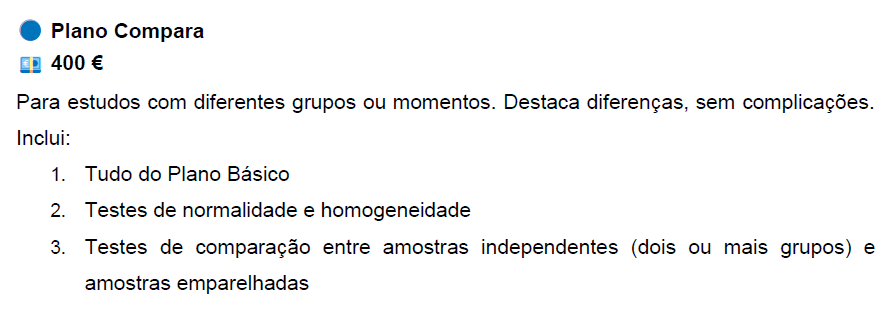 Plano Compara
400 €
Para estudos com diferentes grupos ou momentos. Destaca diferenças, sem complicações.
Inclui:
1. Tudo do Plano Básico
2. Testes de normalidade e homogeneidade
3. Testes de comparação entre amostras independentes (dois ou mais grupos) e
amostras emparelhadas